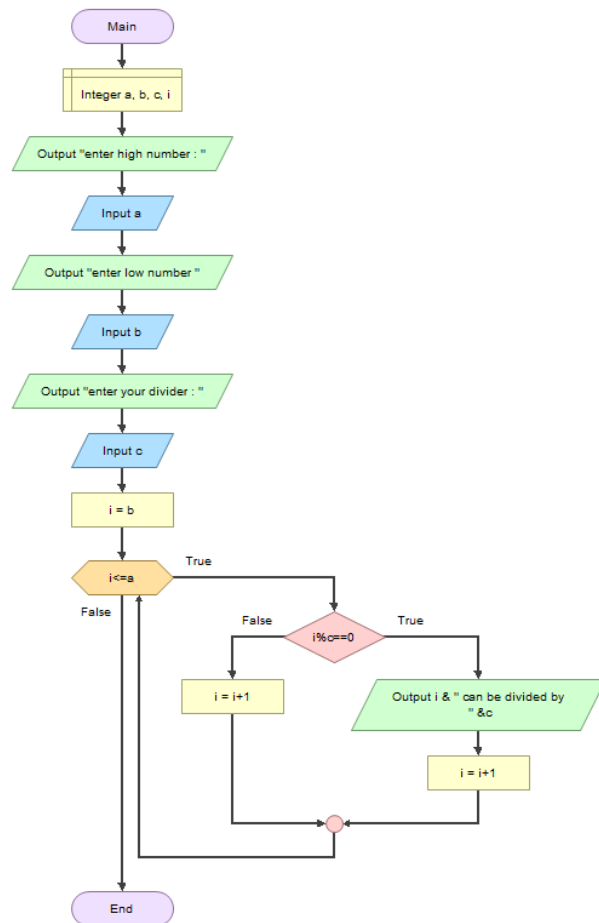 Main
Integer a, b, c, i
Output "enter high number : "
Input a
Output "enter low number "
Input b
Output "enter your divider : "
Input c
i = b
i<=a
True
False
i%c==0
False
True
i = i+1
Output i & " can be divided by
" &c
i = i+1
End